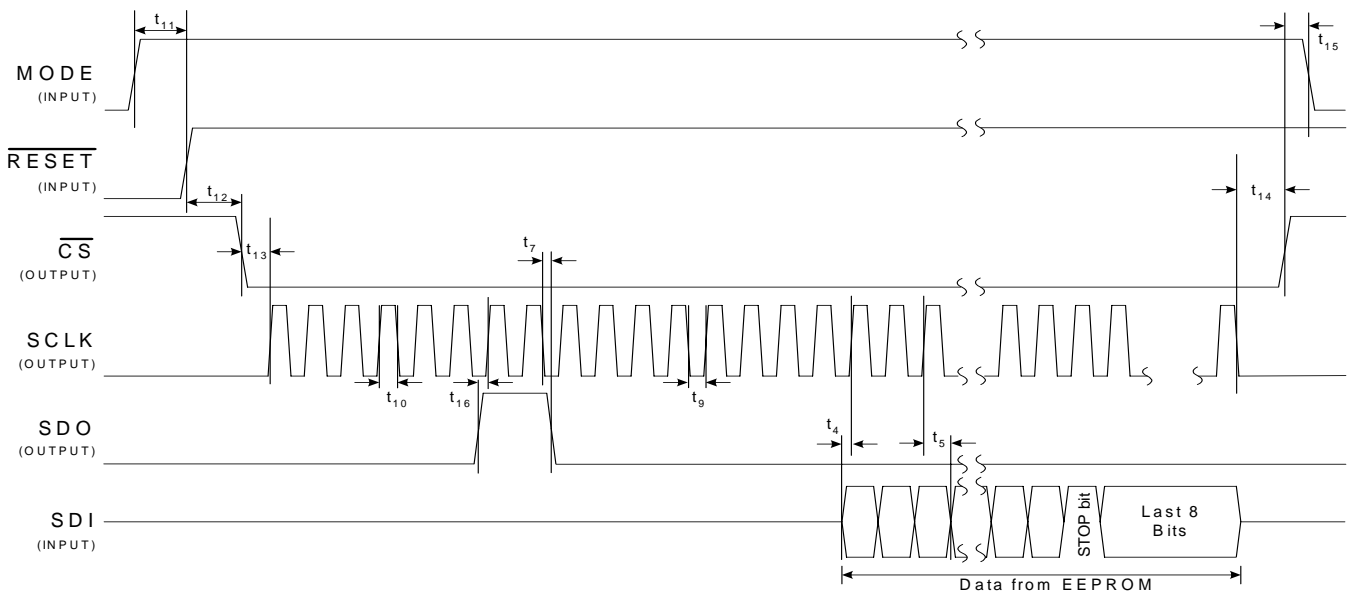 t11
t15
MODE
(INPUT)
RESET
(INPUT)
t12
t14
CS
(OUTPUT)
t13
t7
SCLK
(OUTPUT)
t10
t16
t9
SDO
(OUTPUT)
t4
t5
SDI
(INPUT)
STOP bit
Last 8
Bits
Data from EEPROM